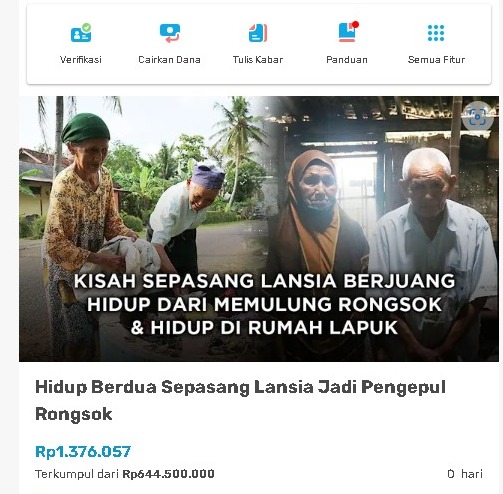 Verifikasi
Cairkan Dana
Tulis Kabar
Panduan
Semua Fitur
KISAH SEPASANG LANSIA BERJUANG
HIDUP DARI MEMULUNG RONGSOK
& HIDUP DI RUMAH LAPUK
Hidup Berdua Sepasang Lansia Jadi Pengepul
Rongsok
Rp1.376.057
Terkumpul dari Rp644.500.000 0 hari